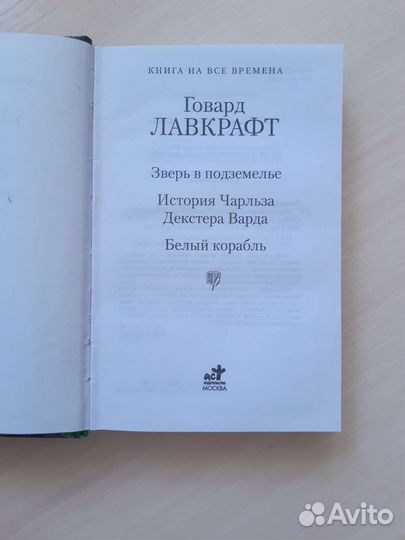 КНИГА НА ВСЕ ВРЕМЕНА
Говард
ЛАВКРАФТ
Зверь в подземелье
История Чарльза
Декстера Варда
Белый корабль
аст
ИЗДАТЕЛЬСТВО
МОСКВА
Avito